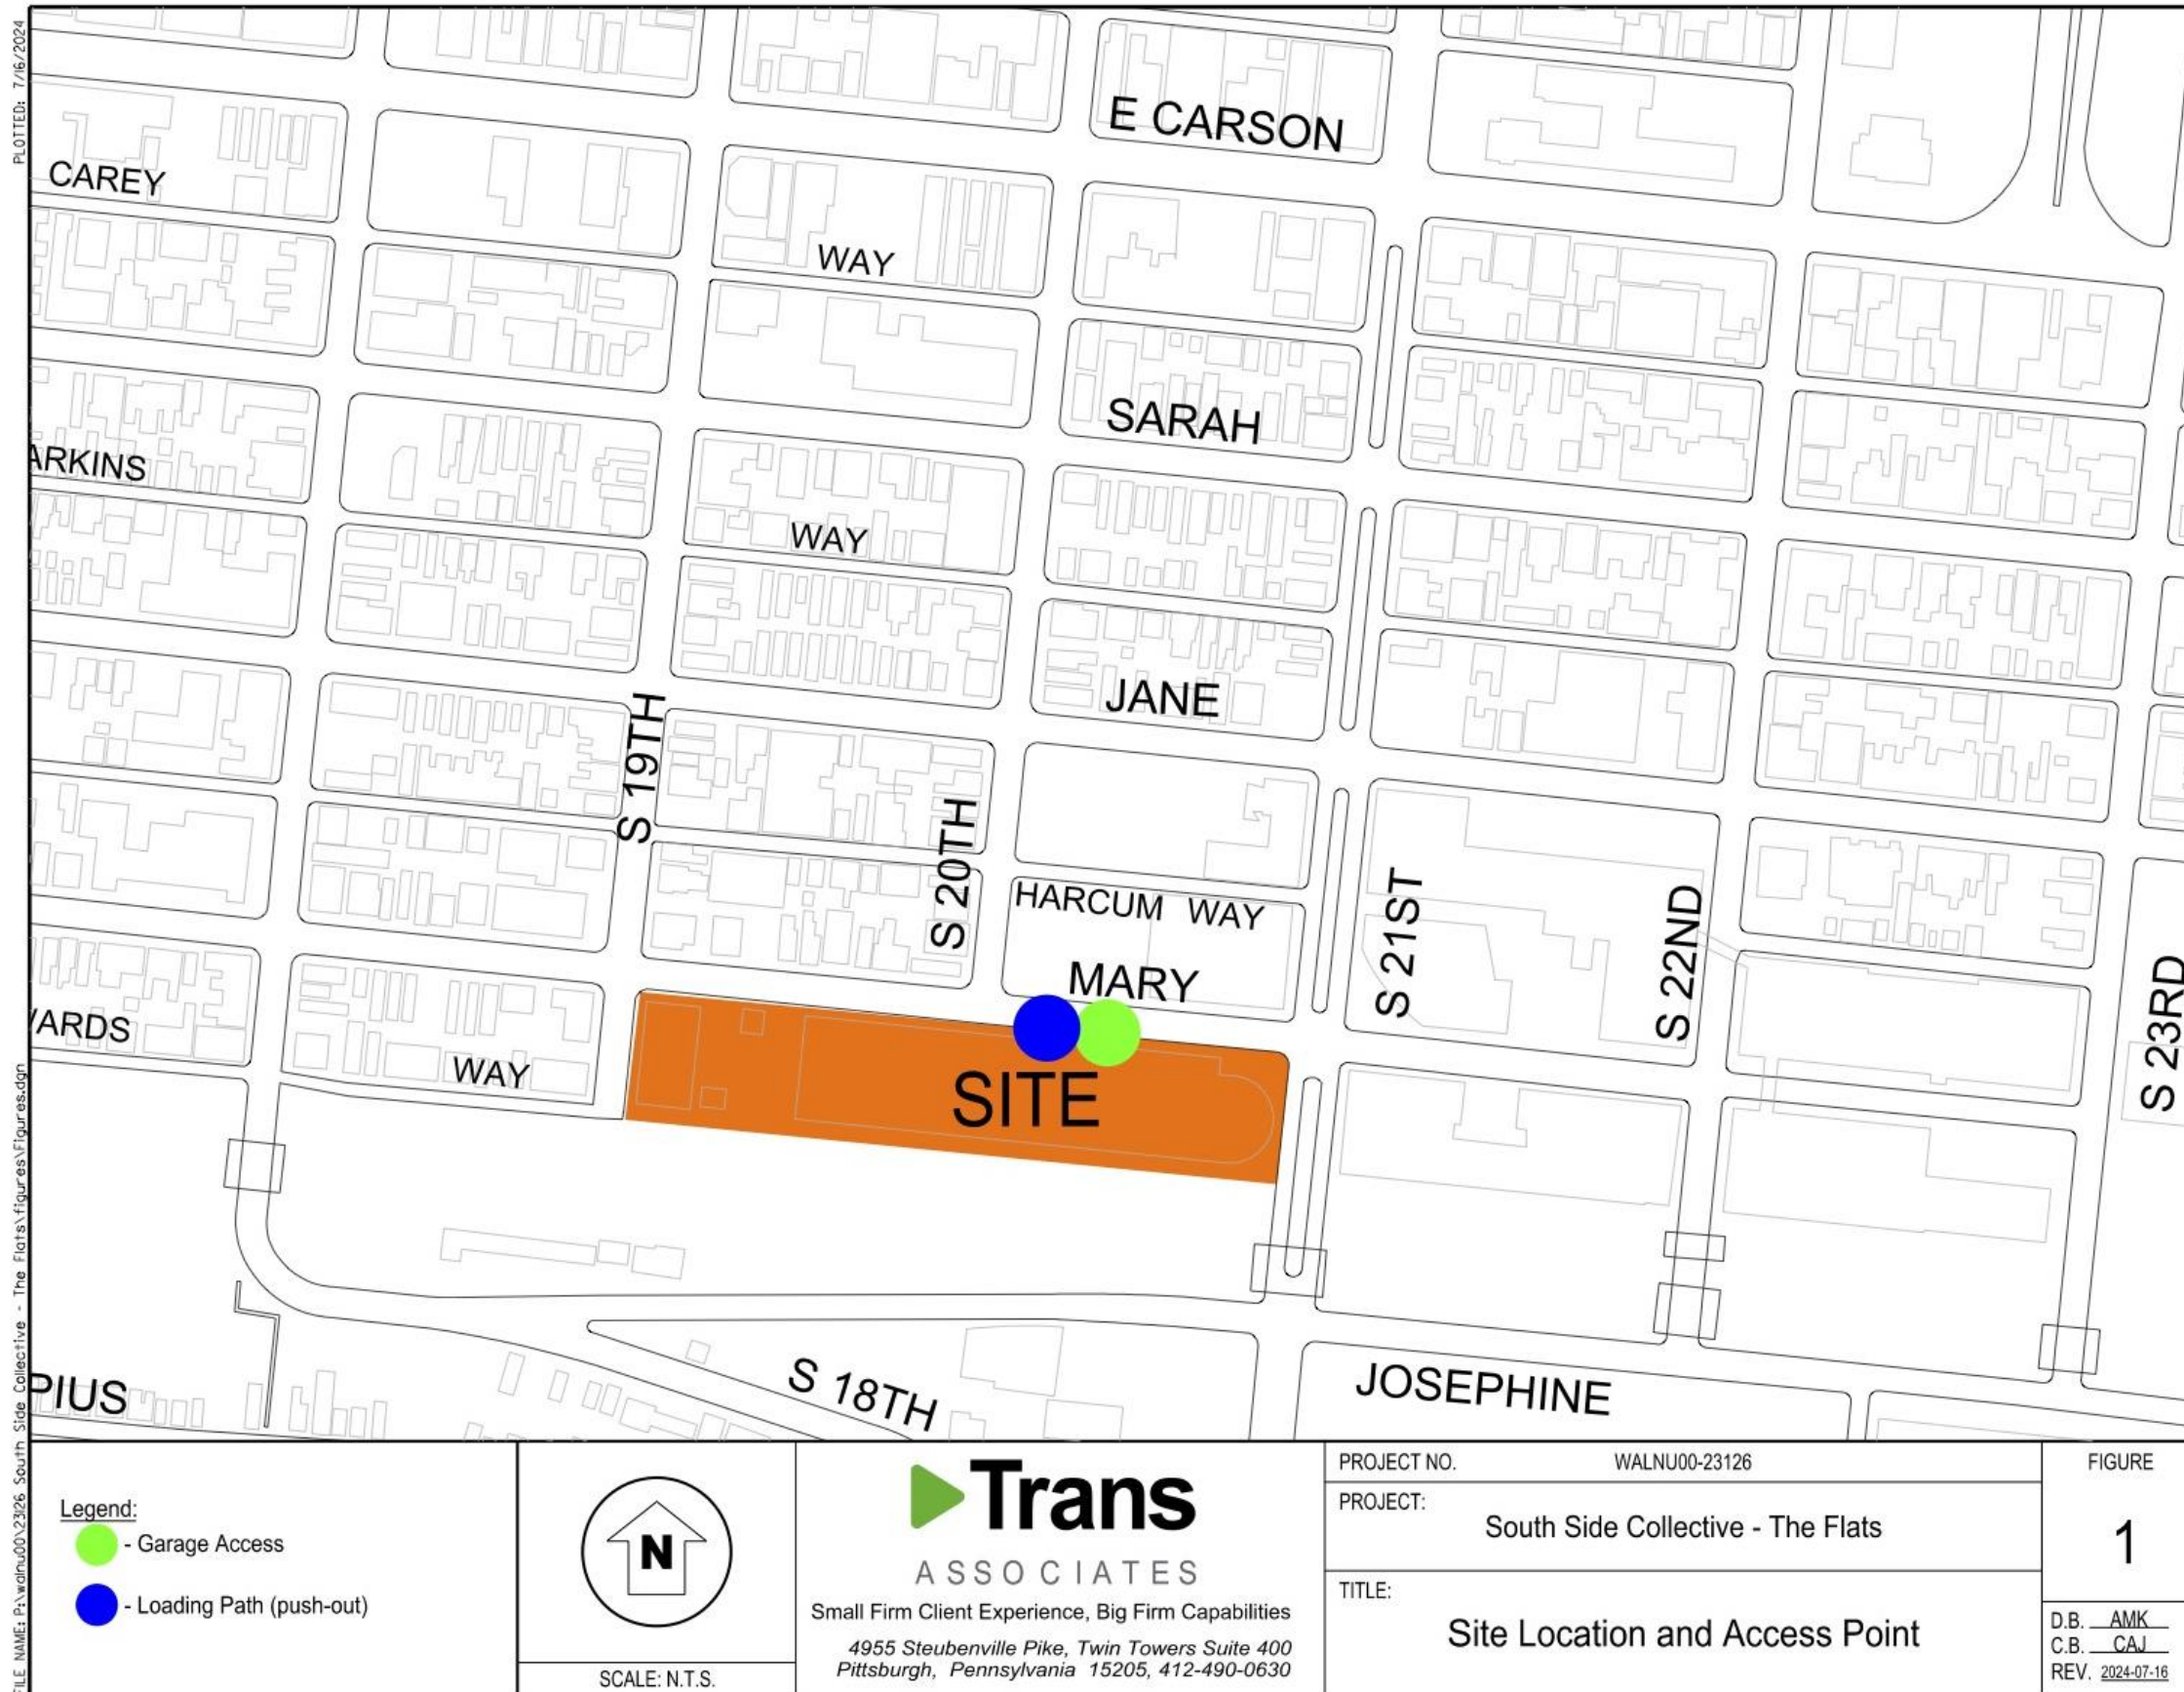 PLOTTED: 7/16/2024
E CARSON
CAREY
WAY
SARAH
ARKINS
WAY
JANE
S 19TH
S 20TH
HARCUM WAY
S 21ST
S 22ND
MARY
S 23RD
WARDS
WAY
SITE
S 18TH
JOSEPHINE
PIUS
FILE NAME: P:\walnu00\23126 South Side Collective - The Flats\figures\Figures.dgn
Legend:
- Garage Access
- Loading Path (push-out)
N
SCALE: N.T.S.
Trans
ASSOCIATES
Small Firm Client Experience, Big Firm Capabilities
4955 Steubenville Pike, Twin Towers Suite 400
Pittsburgh, Pennsylvania 15205, 412-490-0630
PROJECT NO. WALNU00-23126
PROJECT:
South Side Collective - The Flats
TITLE:
Site Location and Access Point
FIGURE
1
D.B. AMK
C.B. CAJ
REV. 2024-07-16